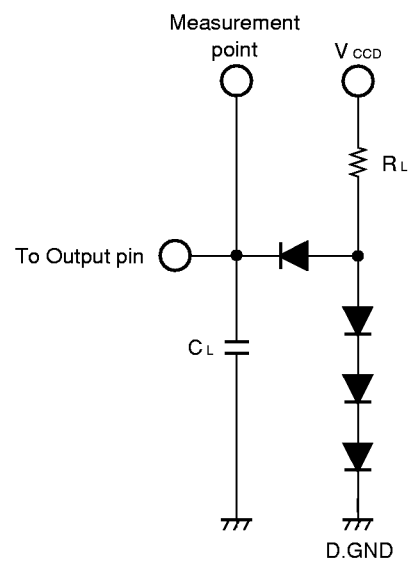 Measurement
point
V CCD
R L
To Output pin
C L
D.GND